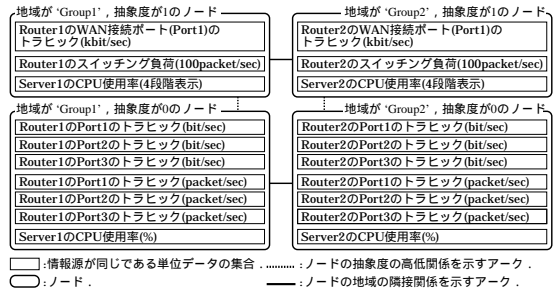 地域が ‘Group1’，抽象度が1のノード
Router1のWAN接続ポート(Port1)の
トラヒック(kbit/sec)
Router1のスイッチング負荷(100packet/sec)
Server1のCPU使用率(4段階表示)
地域が ‘Group2’，抽象度が1のノード
Router2のWAN接続ポート(Port1)の
トラヒック(kbit/sec)
Router2のスイッチング負荷(100packet/sec)
Server2のCPU使用率(4段階表示)
地域が ‘Group1’，抽象度が0のノード
Router1のPort1のトラヒック(bit/sec)
Router1のPort2のトラヒック(bit/sec)
Router1のPort3のトラヒック(bit/sec)
Router1のPort1のトラヒック(packet/sec)
Router1のPort2のトラヒック(packet/sec)
Router1のPort3のトラヒック(packet/sec)
Server1のCPU使用率(%)
地域が ‘Group2’，抽象度が0のノード
Router2のPort1のトラヒック(bit/sec)
Router2のPort2のトラヒック(bit/sec)
Router2のPort3のトラヒック(bit/sec)
Router2のPort1のトラヒック(packet/sec)
Router2のPort2のトラヒック(packet/sec)
Router2のPort3のトラヒック(packet/sec)
Server2のCPU使用率(%)
:情報源が同じである単位データの集合．
:ノードの抽象度の高低関係を示すアーク．
:ノード．
:ノードの地域の隣接関係を示すアーク．